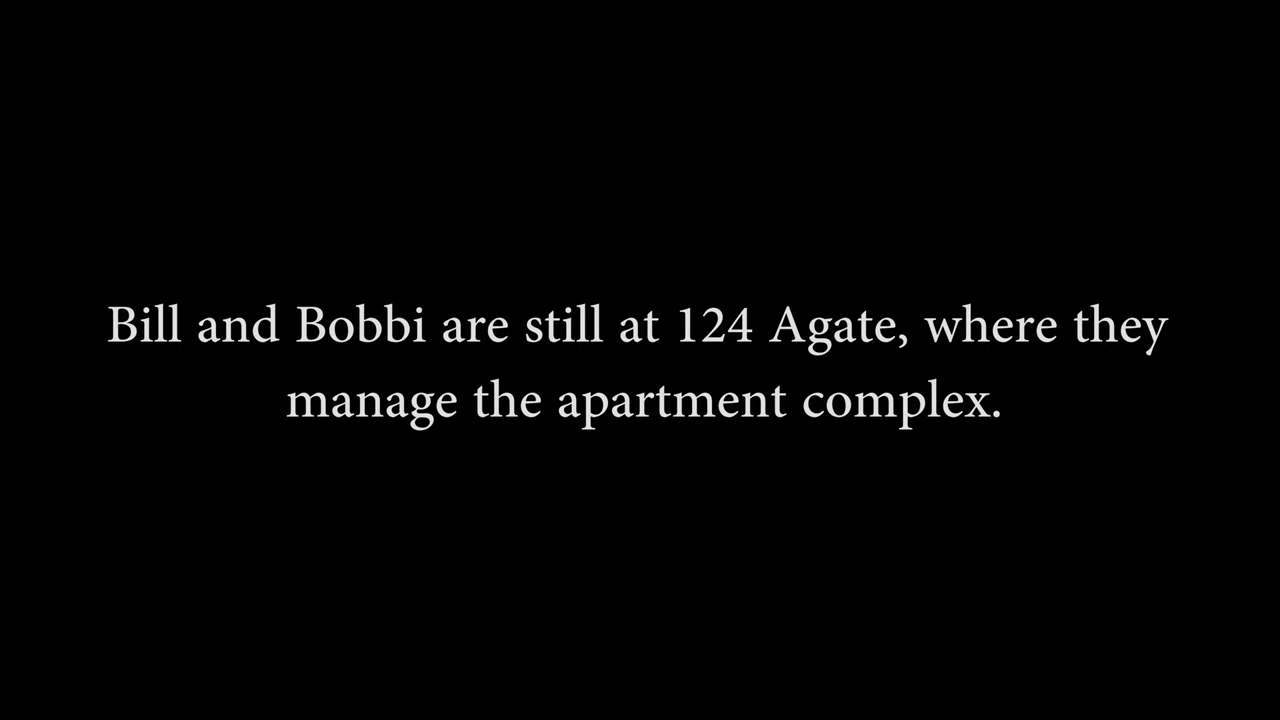 Bill and Bobbi are still at 124 Agate, where they
manage the apartment complex.